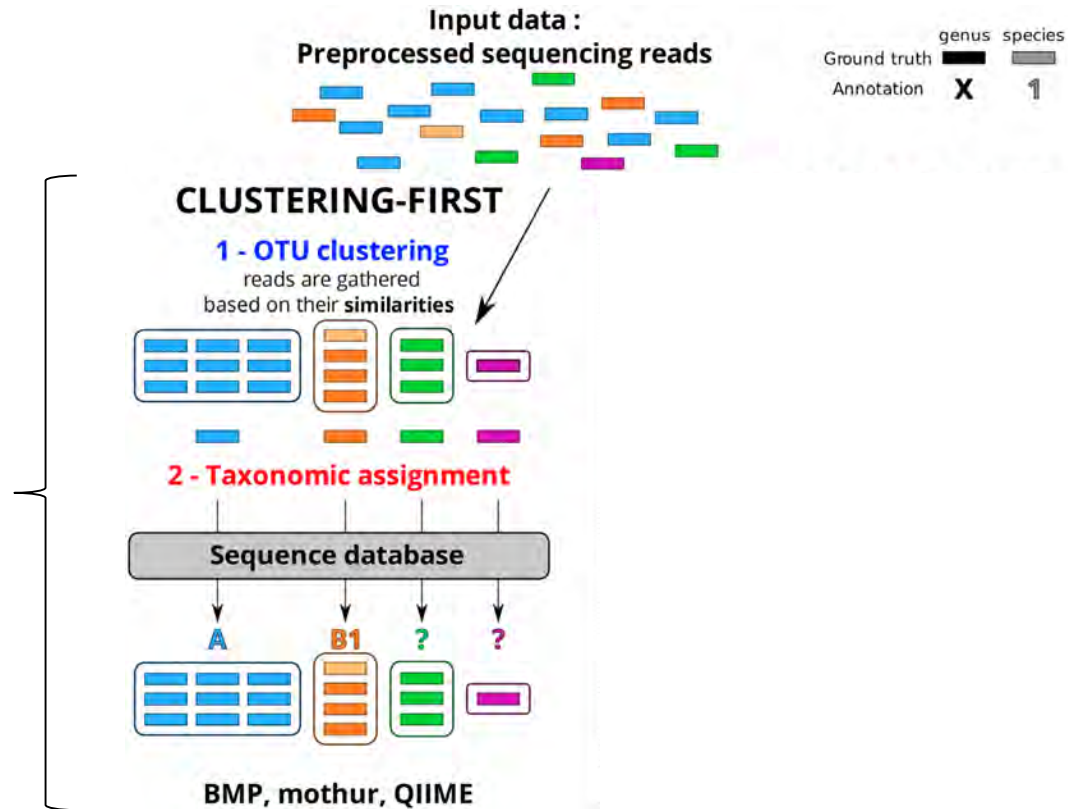 Input data :
Preprocessed sequencing reads
genus species
Ground truth
Annotation X 1
CLUSTERING-FIRST
1 - OTU clustering
reads are gathered
based on their similarities
2 - Taxonomic assignment
Sequence database
A B1 ? ?
BMP, mothur, QIIME